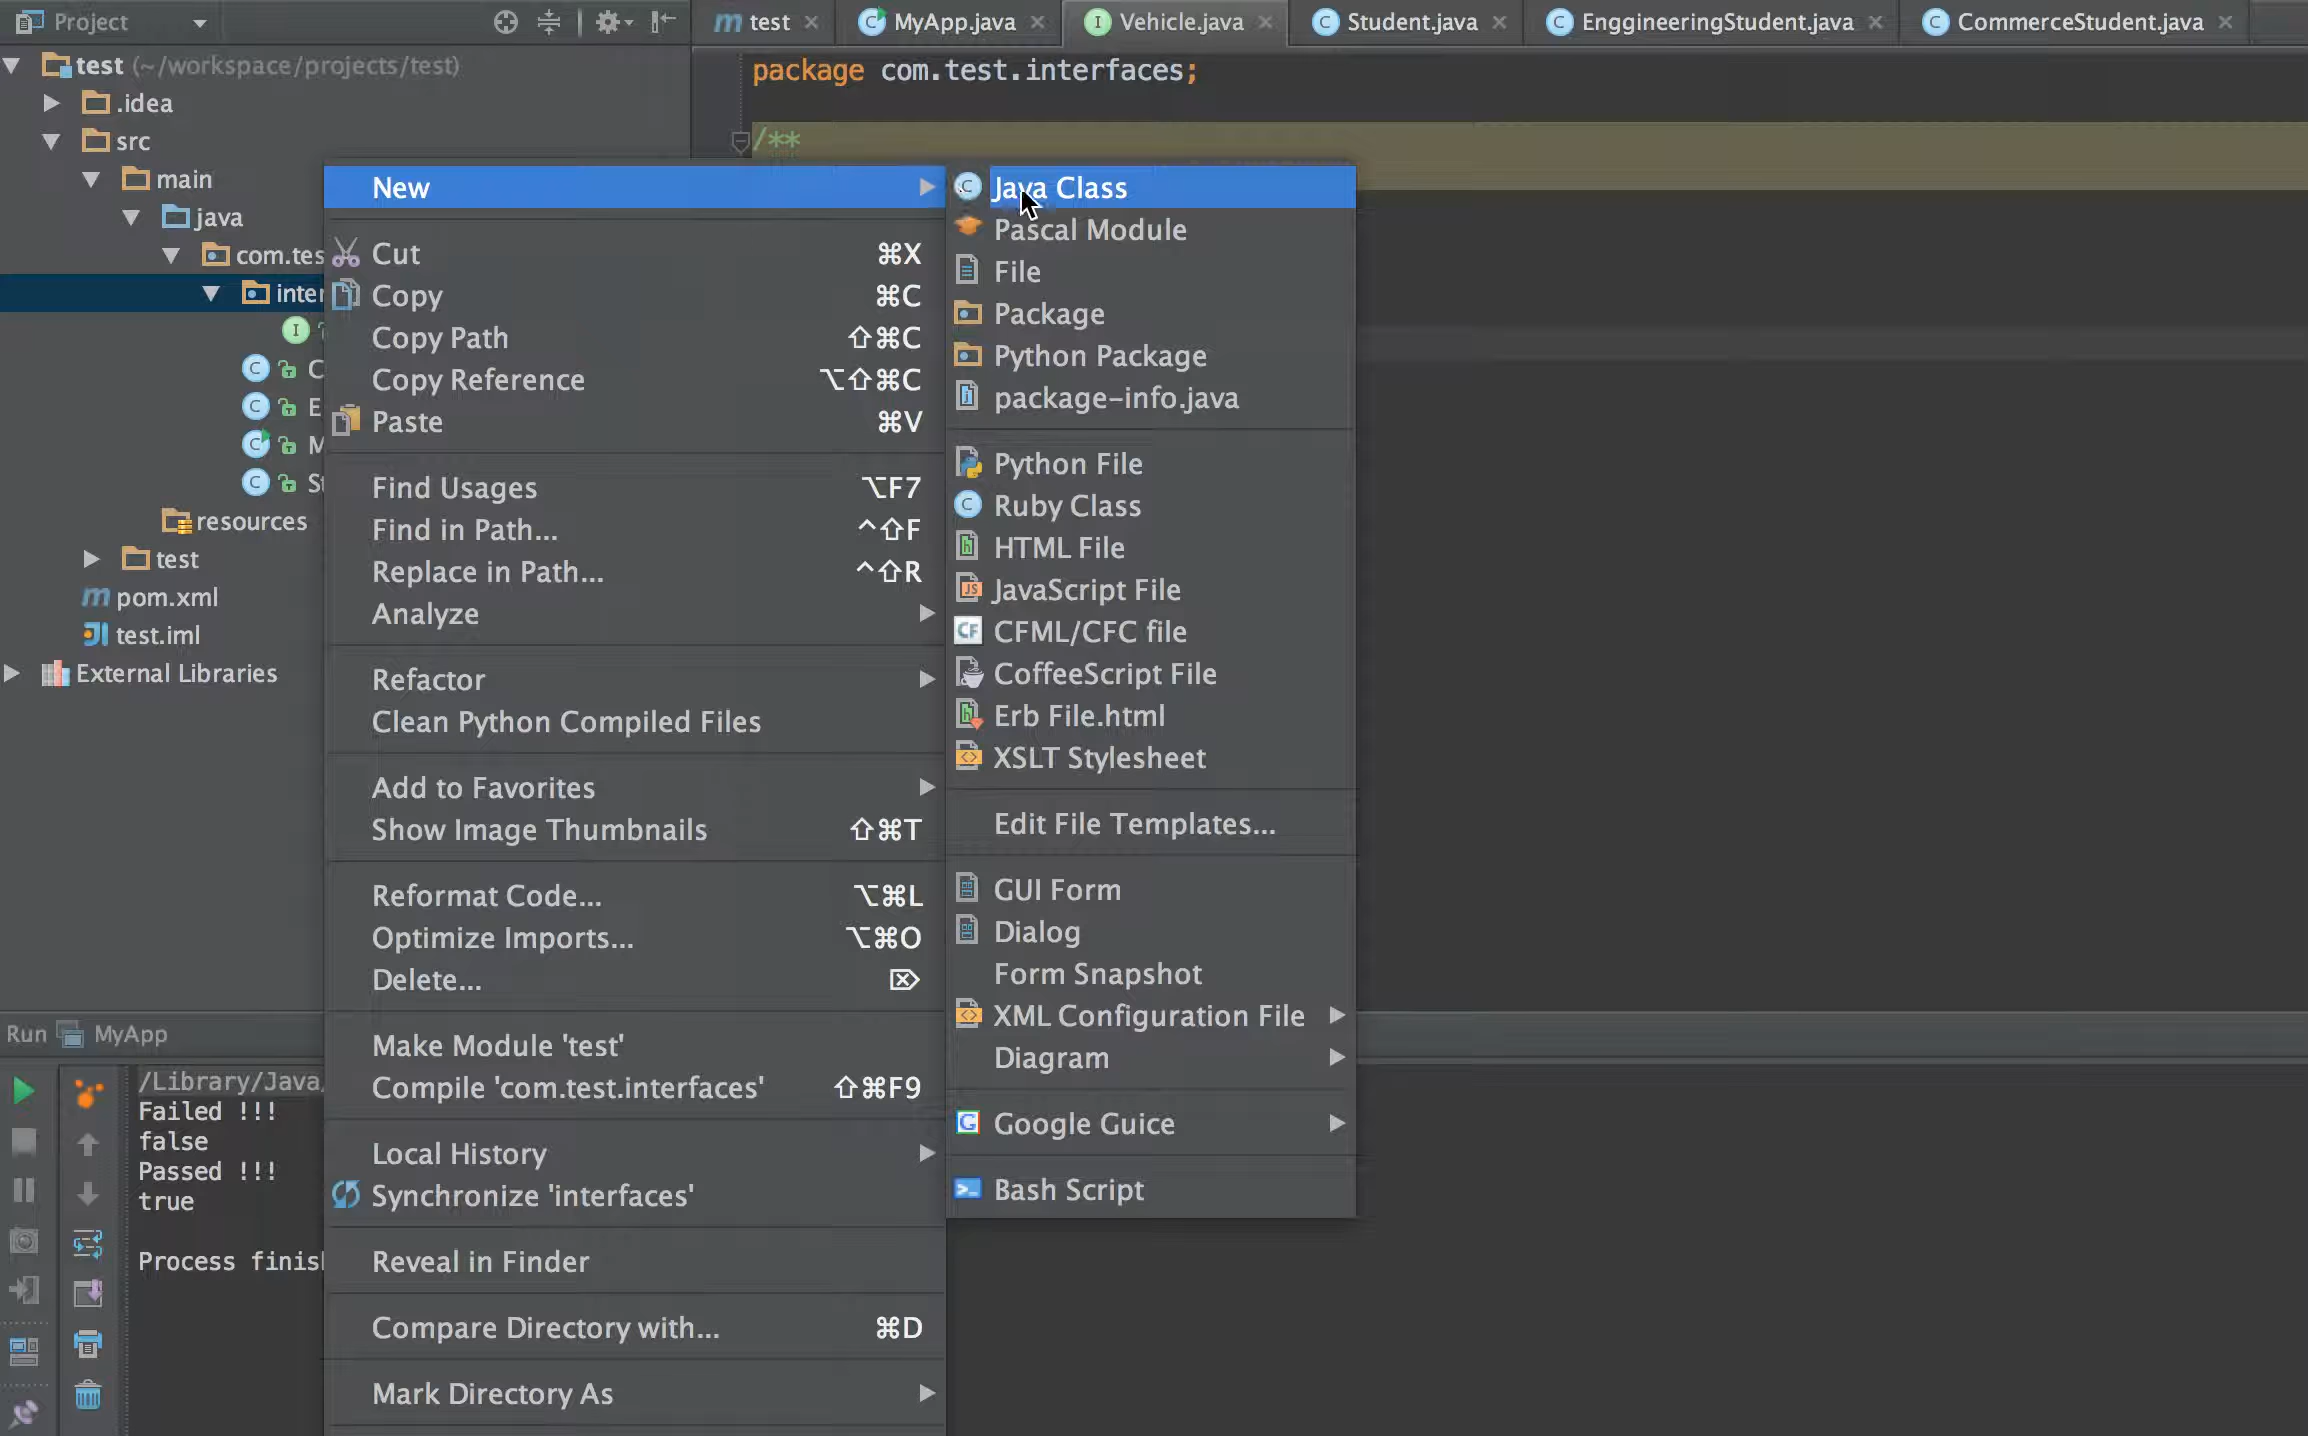 Project
test
MyApp.java
Vehicle.java
Student.java
EnggineeringStudent.java
CommerceStudent.java
test (~/workspace/projects/test)
.idea
src
main
java
com.tes
inter
C
E
M
St
resources
test
pom.xml
test.iml
External Libraries
package com.test.interfaces;
/**
New
Cut ⌘X
Copy ⌘C
Copy Path ⇧⌘C
Copy Reference ⌥⇧⌘C
Paste ⌘V
Find Usages ⌥F7
Find in Path... ^⇧F
Replace in Path... ^⇧R
Analyze
Refactor
Clean Python Compiled Files
Add to Favorites
Show Image Thumbnails ⇧⌘T
Reformat Code... ⌥⌘L
Optimize Imports... ⌥⌘O
Delete... ⌦
Make Module 'test'
Compile 'com.test.interfaces' ⇧⌘F9
Local History
Synchronize 'interfaces'
Reveal in Finder
Compare Directory with... ⌘D
Mark Directory As
Java Class
Pascal Module
File
Package
Python Package
package-info.java
Python File
Ruby Class
HTML File
JavaScript File
CFML/CFC file
CoffeeScript File
Erb File.html
XSLT Stylesheet
Edit File Templates...
GUI Form
Dialog
Form Snapshot
XML Configuration File
Diagram
Google Guice
Bash Script
Run MyApp
/Library/Java/
Failed !!!
false
Passed !!!
true
Process finish